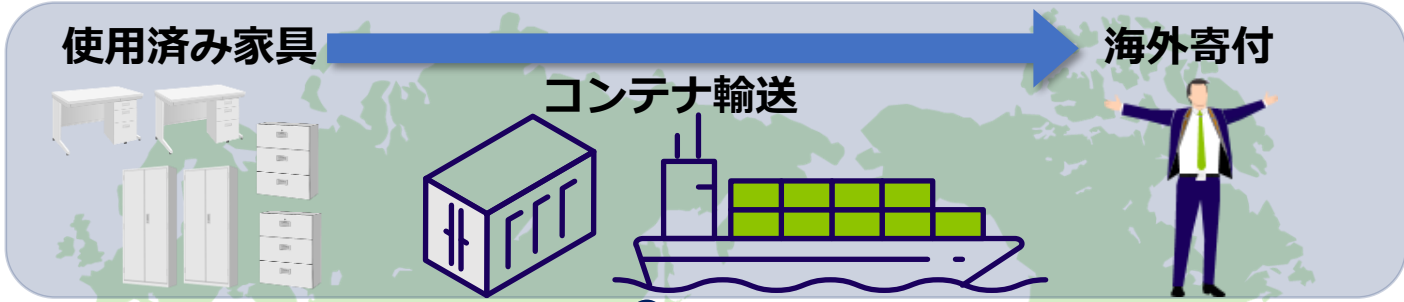 使用済み家具
海外寄付
コンテナ輸送